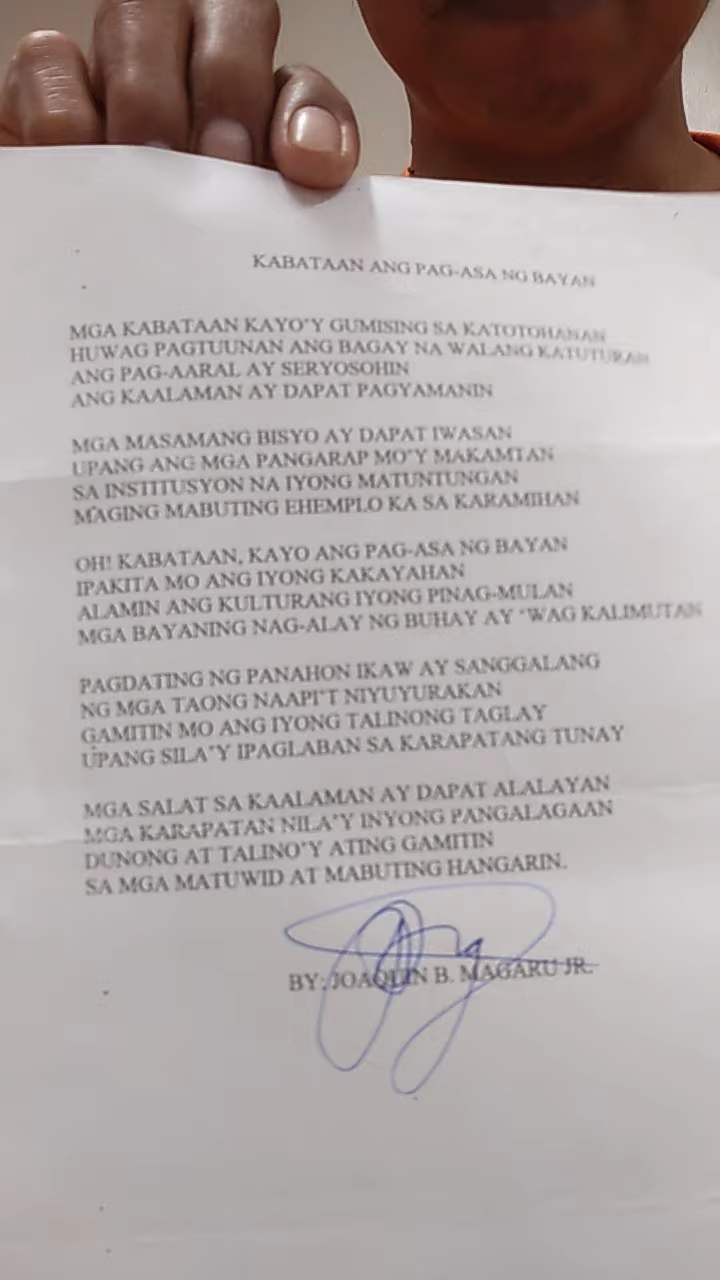 KABATAAN ANG PAG-ASA NG BAYAN
MGA KABATAAN KAYO'Y GUMISING SA KATOTOHANAN
HUWAG PAGTUUNAN ANG BAGAY NA WALANG KATUTURAN
ANG PAG-AARAL AY SERYOSOHIN
ANG KAALAMAN AY DAPAT PAGYAMANIN
MGA MASAMANG BISYO AY DAPAT IWASAN
UPANG ANG MGA PANGARAP MO'Y MAKAMTAN
SA INSTITUSYON NA IYONG MATUNTUNGAN
MAGING MABUTING EHEMPLO KA SA KARAMIHAN
OH! KABATAAN, KAYO ANG PAG-ASA NG BAYAN
IPAKITA MO ANG IYONG KAKAYAHAN
ALAMIN ANG KULTURANG IYONG PINAG-MULAN
MGA BAYANING NAG-ALAY NG BUHAY AY 'WAG KALIMUTAN
PAGDATING NG PANAHON IKAW AY SANGGALANG
NG MGA TAONG NAAPI'T NIYUYURAKAN
GAMITIN MO ANG IYONG TALINONG TAGLAY
UPANG SILA'Y IPAGLABAN SA KARAPATANG TUNAY
MGA SALAT SA KAALAMAN AY DAPAT ALALAYAN
MGA KARAPATAN NILA'Y INYONG PANGALAGAAN
DUNONG AT TALINO'Y ATING GAMITIN
SA MGA MATUWID AT MABUTING HANGARIN.
BY: JOAQUIN B. MAGARU JR.